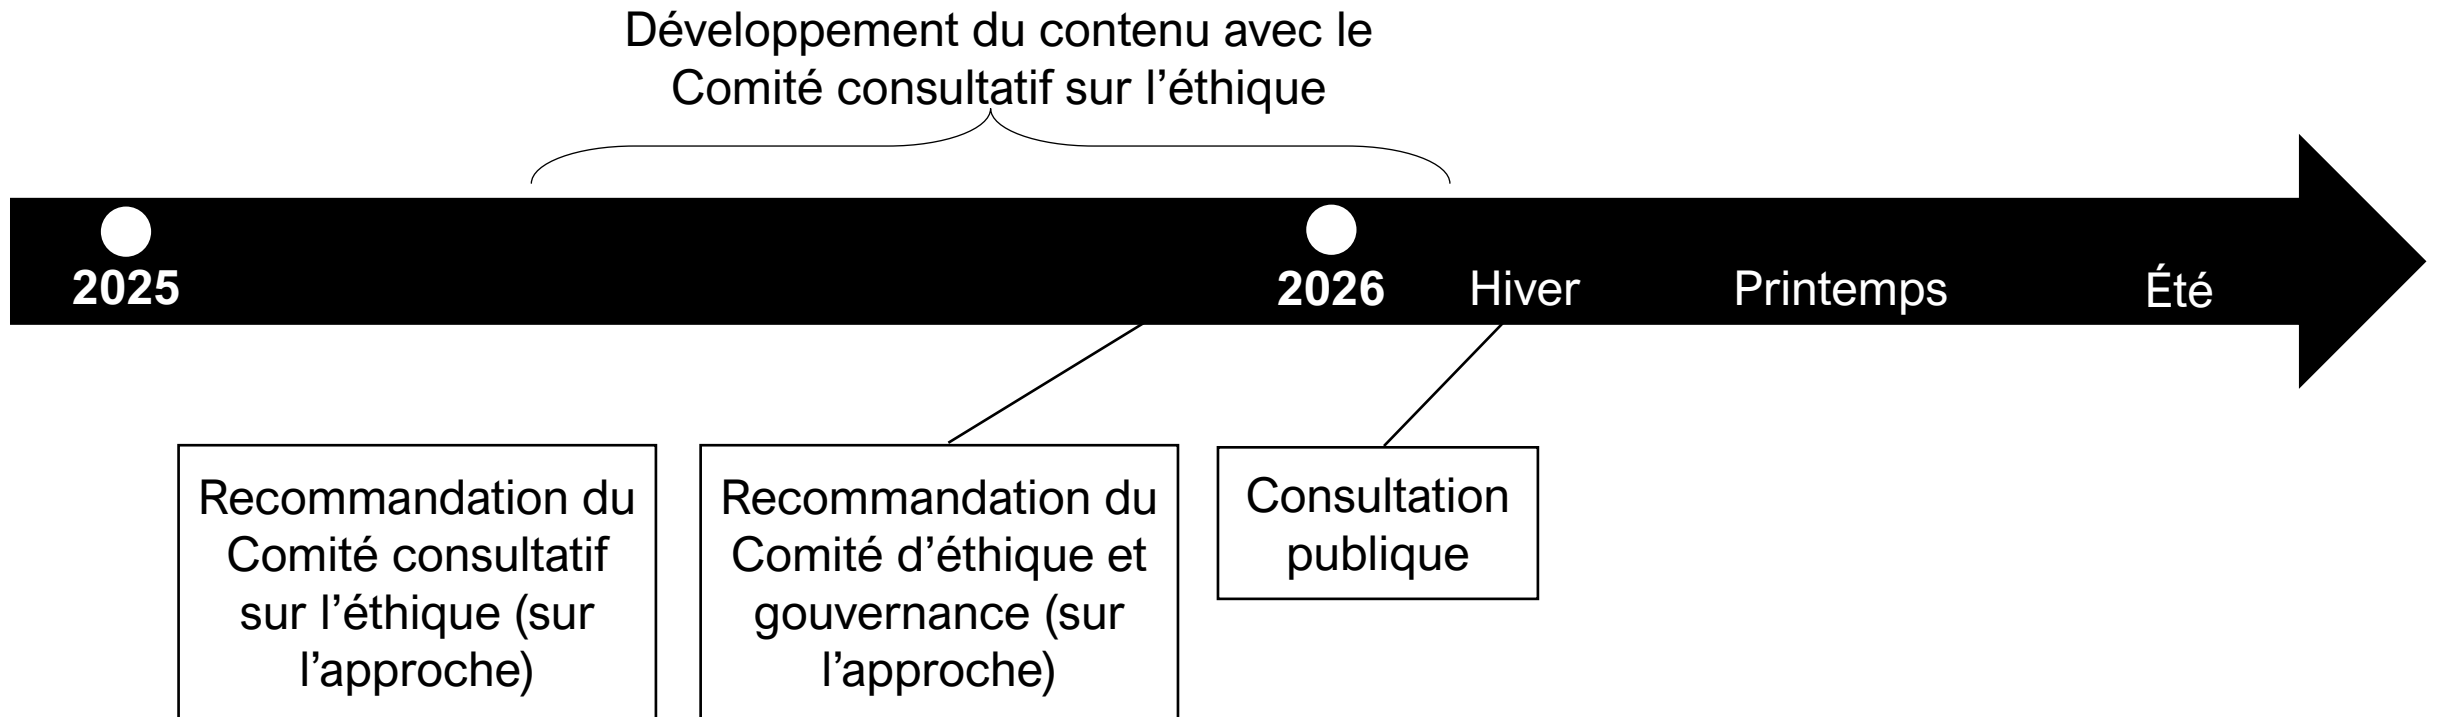 Développement du contenu avec le
Comité consultatif sur l’éthique
2025
2026
Hiver
Printemps
Été
Recommandation du
Comité consultatif
sur l’éthique (sur
l’approche)
Recommandation du
Comité d’éthique et
gouvernance (sur
l’approche)
Consultation
publique